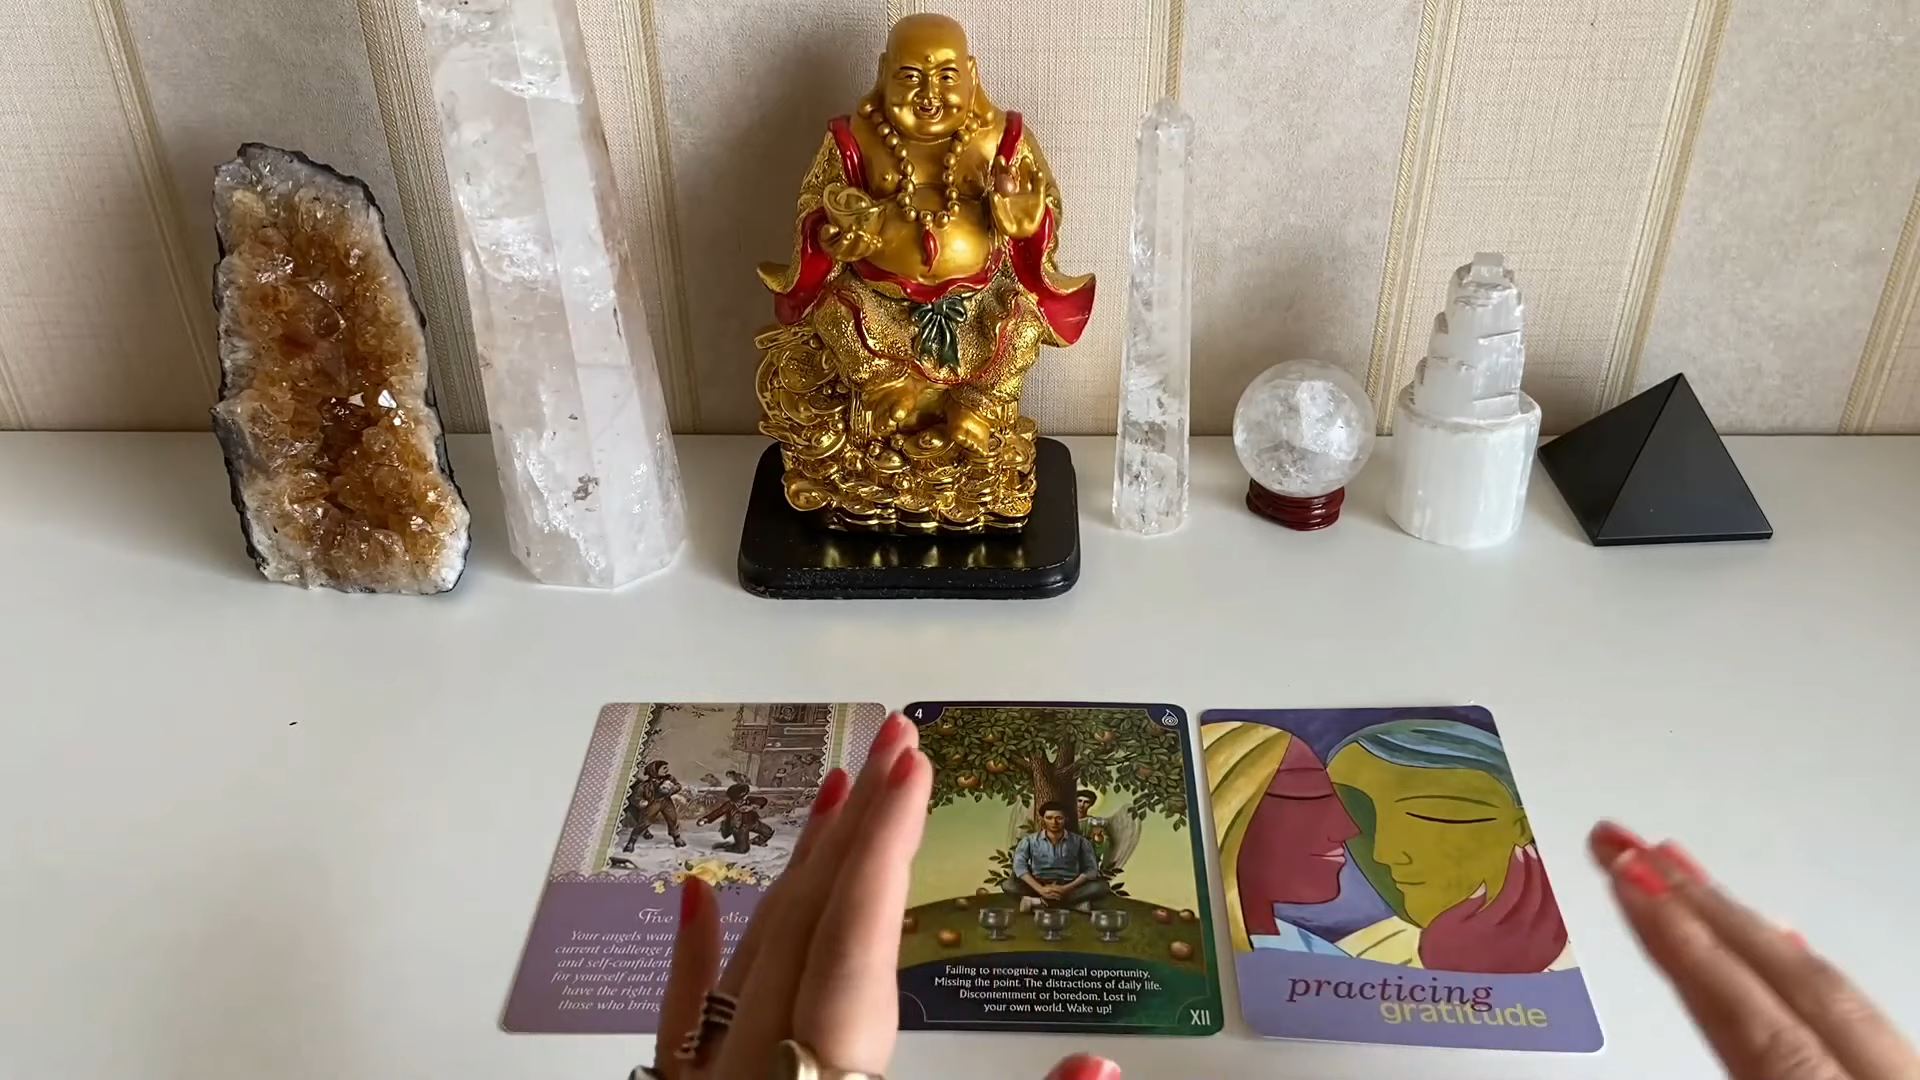 Five
Your angels
current challenge
and self-confident
for yourself and
have the right
those who bring
4
Failing to recognize a magical opportunity.
Missing the point. The distractions of daily life.
Discontentment or boredom. Lost in
your own world. Wake up!
XII
practicing
gratitude